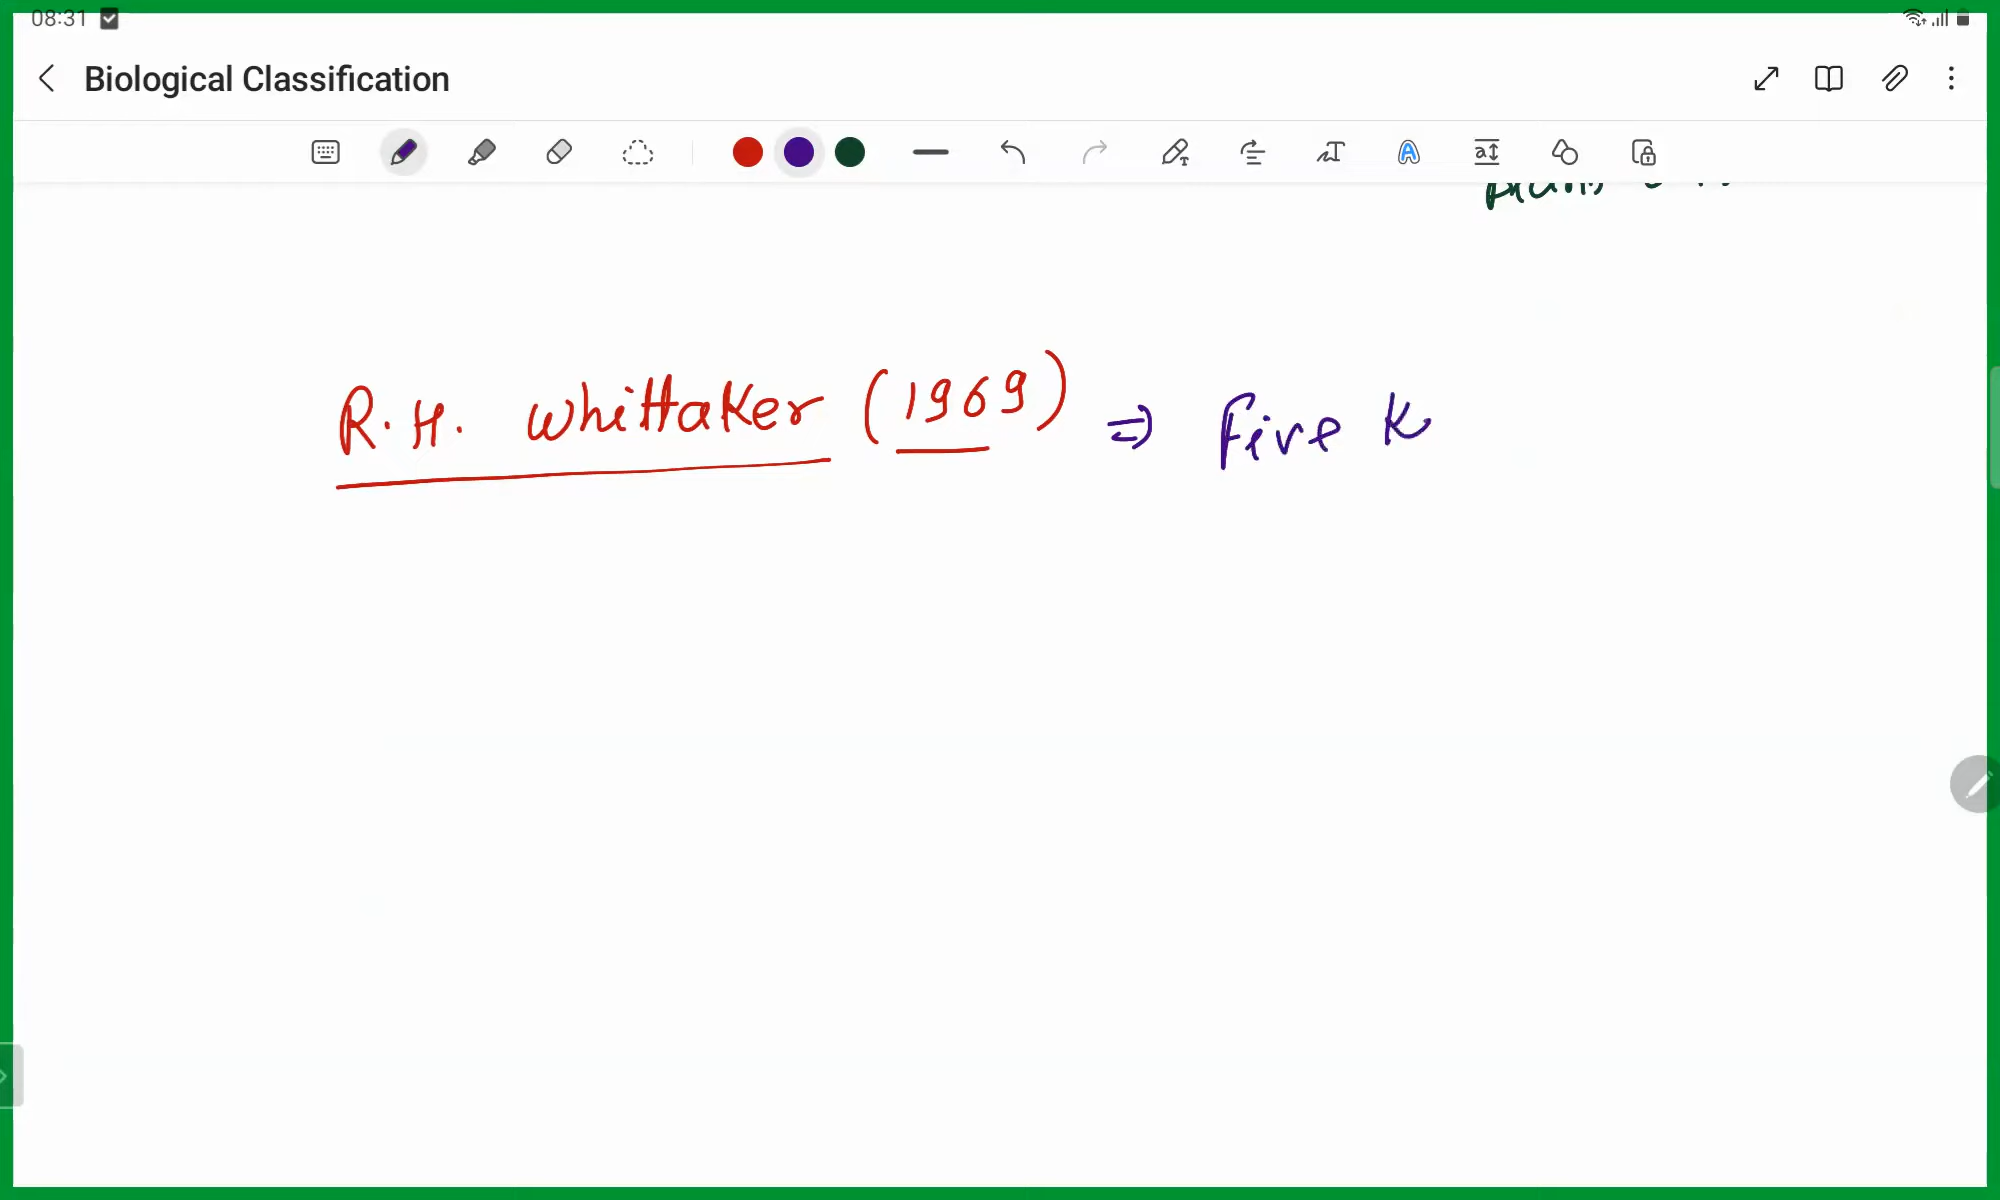 08:31
Biological Classification
R.H. Whittaker (1969) ⇒ Five K